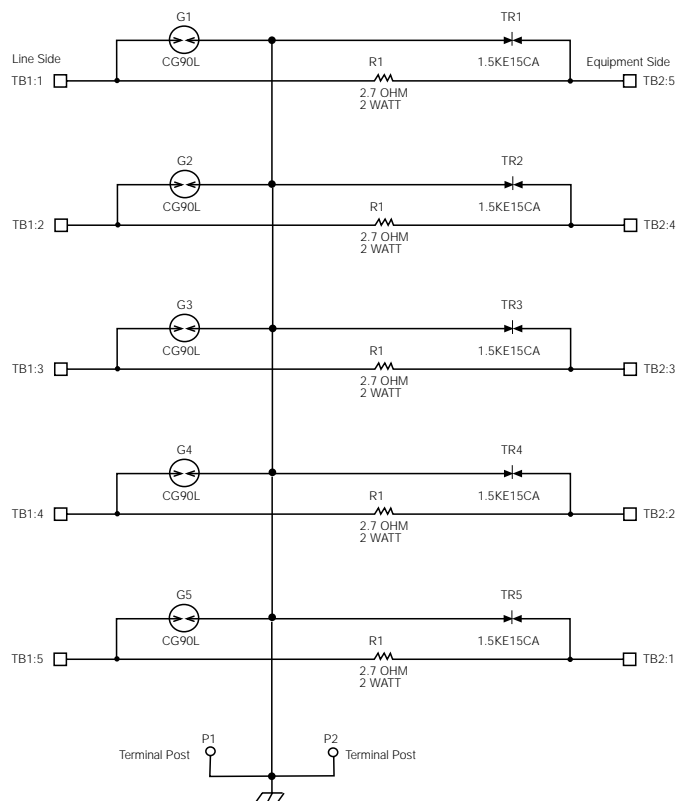 G1
TR1
Line Side
CG90L
R1
1.5KE15CA
Equipment Side
TB1:1
TB2:5
2.7 OHM
2 WATT
G2
TR2
CG90L
R1
1.5KE15CA
TB1:2
TB2:4
2.7 OHM
2 WATT
G3
TR3
CG90L
R1
1.5KE15CA
TB1:3
TB2:3
2.7 OHM
2 WATT
G4
TR4
CG90L
R1
1.5KE15CA
TB1:4
TB2:2
2.7 OHM
2 WATT
G5
TR5
CG90L
R1
1.5KE15CA
TB1:5
TB2:1
2.7 OHM
2 WATT
P1
P2
Terminal Post
Terminal Post